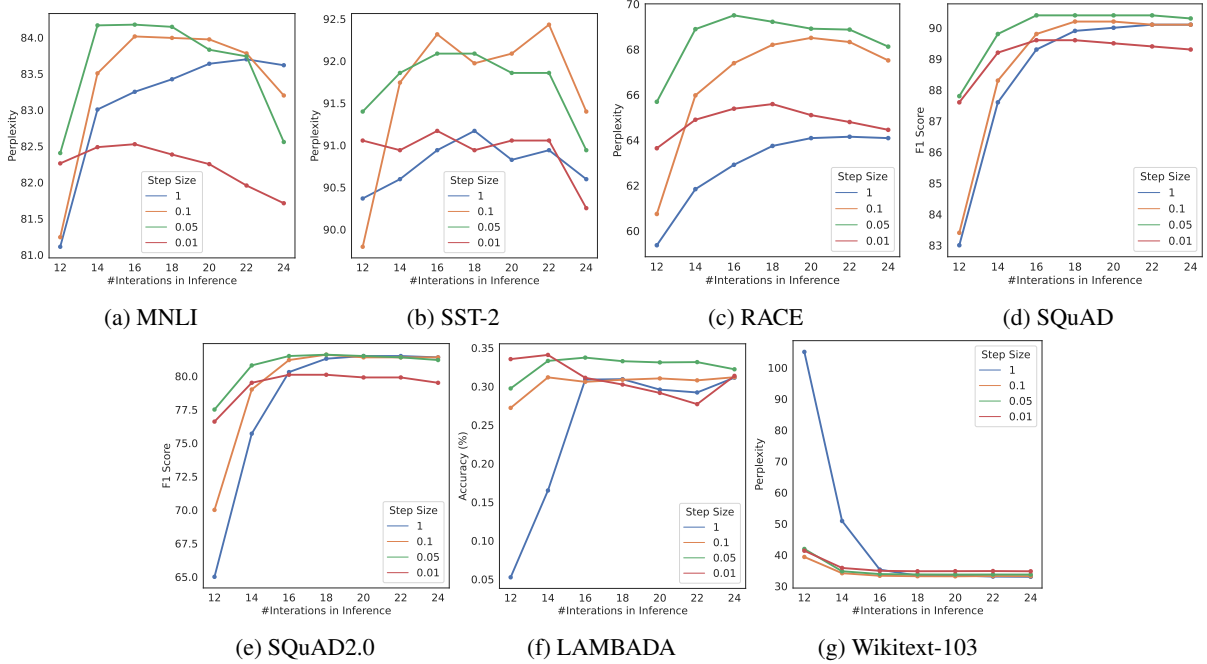 84.0
83.5
83.0
82.5
82.0
81.5
81.0
Perplexity
Step Size
1
0.1
0.05
0.01
12 14 16 18 20 22 24
#Interations in Inference
(a) MNLI
92.5
92.0
91.5
91.0
90.5
90.0
Perplexity
Step Size
1
0.1
0.05
0.01
12 14 16 18 20 22 24
#Interations in Inference
(b) SST-2
70
68
66
64
62
60
Perplexity
Step Size
1
0.1
0.05
0.01
12 14 16 18 20 22 24
#Interations in Inference
(c) RACE
90
89
88
87
86
85
84
83
F1 Score
Step Size
1
0.1
0.05
0.01
12 14 16 18 20 22 24
#Interations in Inference
(d) SQuAD
80.0
77.5
75.0
72.5
70.0
67.5
65.0
F1 Score
Step Size
1
0.1
0.05
0.01
12 14 16 18 20 22 24
#Interations in Inference
(e) SQuAD2.0
0.35
0.30
0.25
0.20
0.15
0.10
0.05
Accuracy (%)
Step Size
1
0.1
0.05
0.01
12 14 16 18 20 22 24
#Interations in Inference
(f) LAMBADA
100
90
80
70
60
50
40
30
Perplexity
Step Size
1
0.1
0.05
0.01
12 14 16 18 20 22 24
#Interations in Inference
(g) Wikitext-103